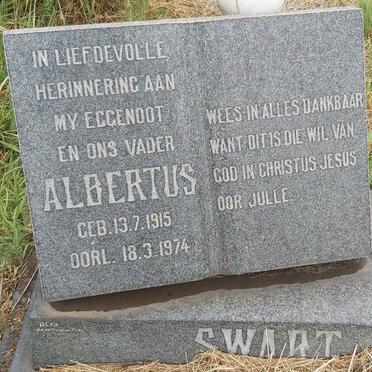 IN LIEFDEVOLLE
HERINNERING AAN
MY EGGENOOT
EN ONS VADER
ALBERTUS
GEB. 13.7.1915
OORL. 18.3.1974
WEES IN ALLES DANKBAAR
WANT DIT IS DIE WIL VAN
GOD IN CHRISTUS JESUS
OOR JULLE.
SWART